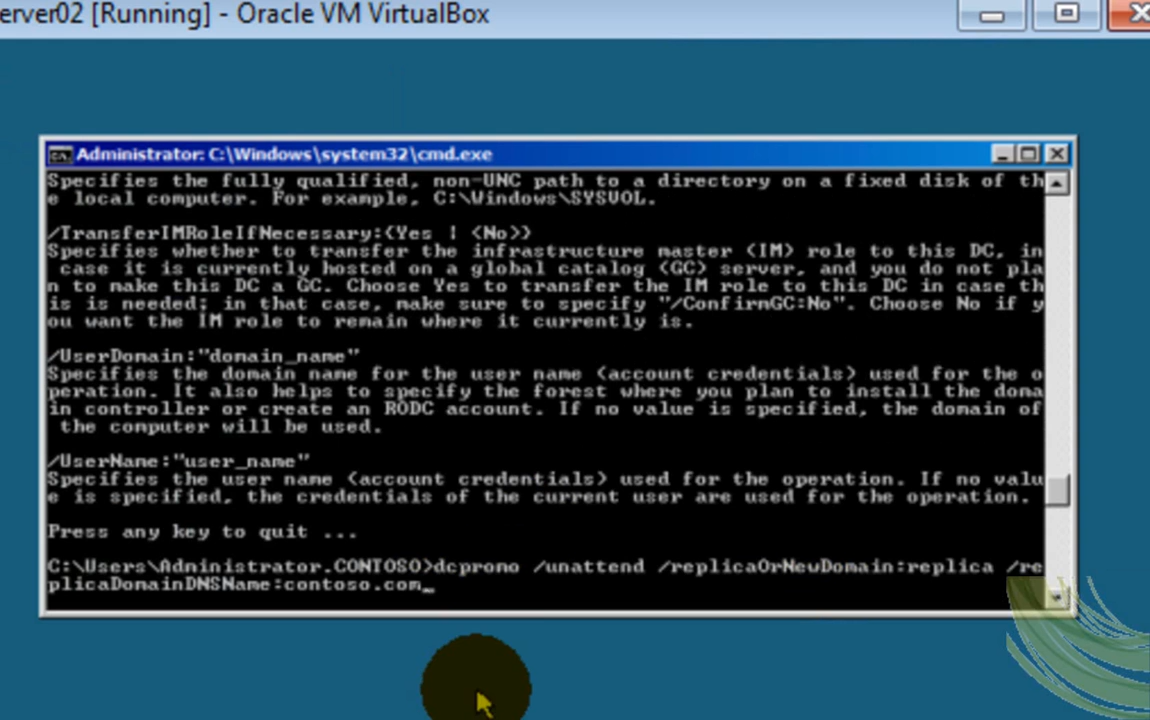 erver02 [Running] - Oracle VM VirtualBox
Administrator: C:\Windows\system32\cmd.exe
Specifies the fully qualified, non-UNC path to a directory on a fixed disk of th
e local computer. For example, C:\Windows\SYSVOL.
/TransferIMRoleIfNecessary:{Yes | <No>}
Specifies whether to transfer the infrastructure master (IM) role to this DC, in
case it is currently hosted on a global catalog (GC) server, and you do not pla
n to make this DC a GC. Choose Yes to transfer the IM role to this DC in case th
is is needed; in that case, make sure to specify "/ConfirmGC:No". Choose No if y
ou want the IM role to remain where it currently is.
/UserDomain:"domain_name"
Specifies the domain name for the user name (account credentials) used for the o
peration. It also helps to specify the forest where you plan to install the doma
in controller or create an RODC account. If no value is specified, the domain of
the computer will be used.
/UserName:"user_name"
Specifies the user name (account credentials) used for the operation. If no valu
e is specified, the credentials of the current user are used for the operation.
Press any key to quit ...
C:\Users\Administrator.CONTOSO>dcpromo /unattend /replicaOrNewDomain:replica /re
plicaDomainDNSName:contoso.com_